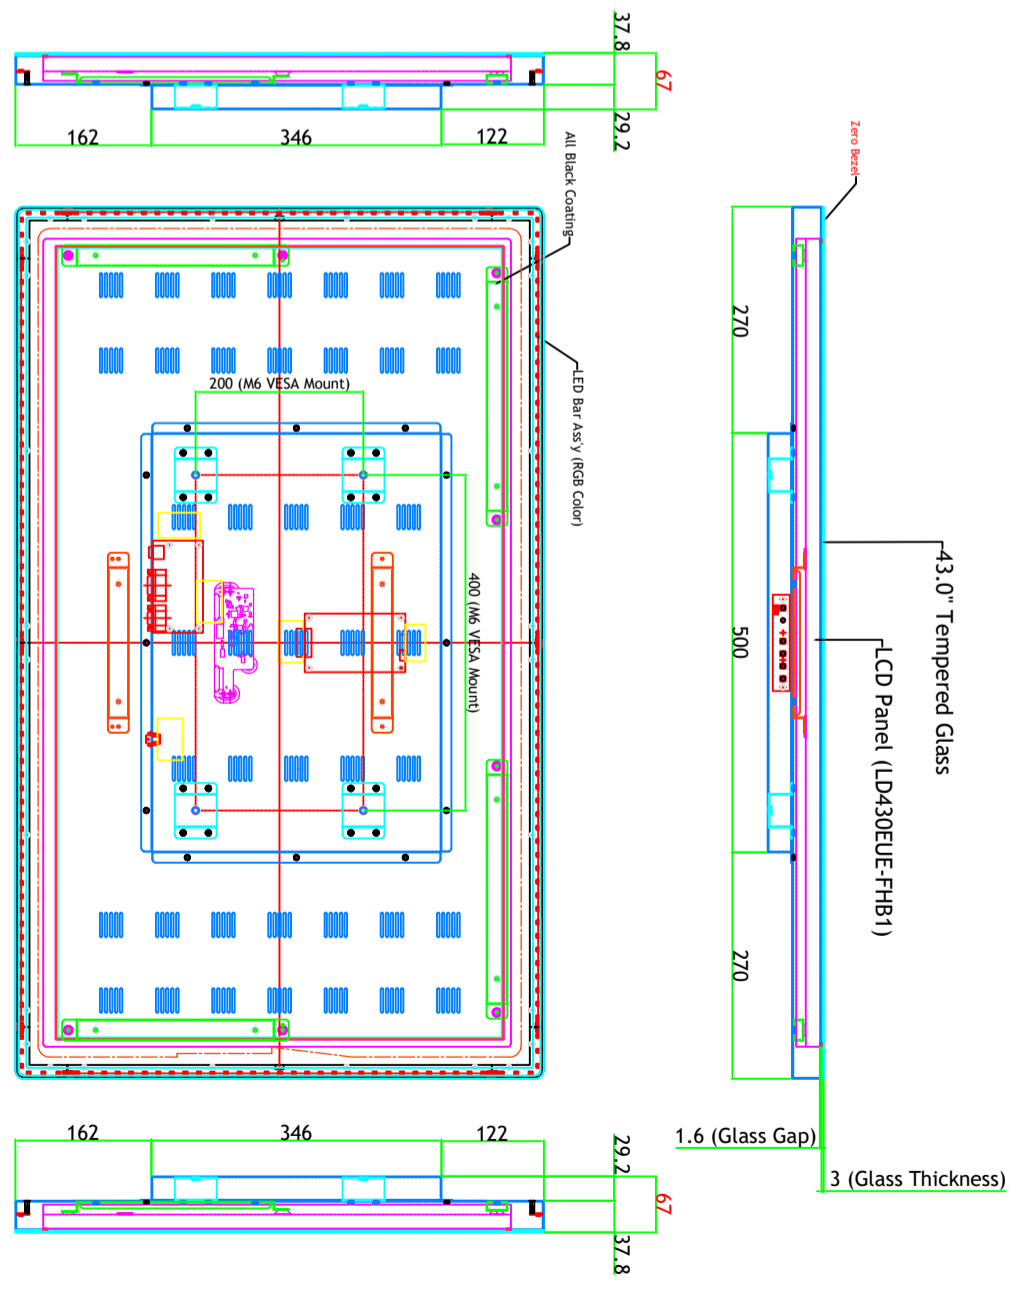 37.8
67
29.2
162
346
122
All Black Coating
Zero Bezel
LED Bar Ass'y (RGB Color)
200 (M6 VESA Mount)
400 (M6 VESA Mount)
270
500
270
43.0" Tempered Glass
LCD Panel (LD430EUE-FHB1)
1.6 (Glass Gap)
3 (Glass Thickness)
162
346
122
29.2
67
37.8